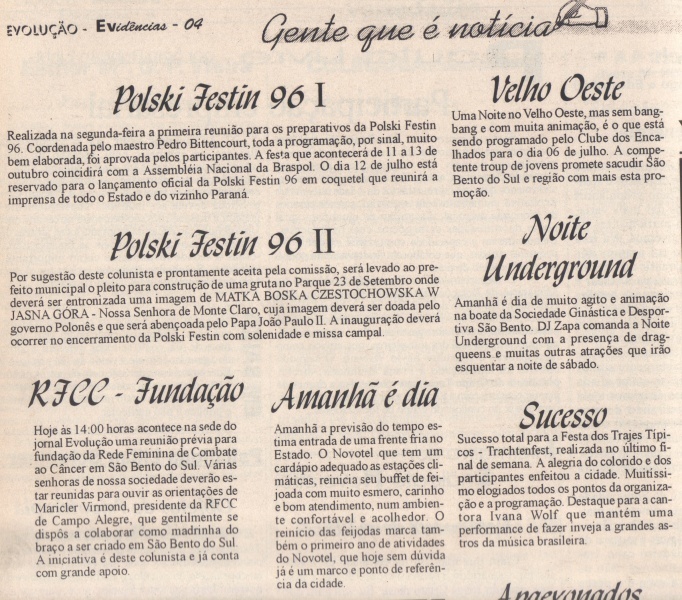 EVOLUÇÃO - EVidências - 04
Gente que é notícia
Polski Festin 96 I
Realizada na segunda-feira a primeira reunião para os preparativos da Polski Festin
96. Coordenada pelo maestro Pedro Bittencourt, toda a programação, por sinal, muito
bem elaborada, foi aprovada pelos participantes. A festa que acontecerá de 11 a 13 de
outubro coincidirá com a Assembléia Nacional da Braspol. O dia 12 de julho está
reservado para o lançamento oficial da Polski Festin 96 em coquetel que reunirá a
imprensa de todo o Estado e do vizinho Paraná.
Polski Festin 96 II
Por sugestão deste colunista e prontamente aceita pela comissão, será levado ao pre-
feito municipal o pleito para construção de uma gruta no Parque 23 de Setembro onde
deverá ser entronizada uma imagem de MATKA BOSKA CZESTOCHOWSKA W
JASNA GÓRA - Nossa Senhora de Monte Claro, cuja imagem deverá ser doada pelo
governo Polonês e que será abençoada pelo Papa João Paulo II. A inauguração deverá
ocorrer no encerramento da Polski Festin com solenidade e missa campal.
RFCC - Fundação
Hoje às 14:00 horas acontece na sede do
jornal Evolução uma reunião prévia para
fundação da Rede Feminina de Combate
ao Câncer em São Bento do Sul. Várias
senhoras de nossa sociedade deverão es-
tar reunidas para ouvir as orientações de
Maricler Virmond, presidente da RFCC
de Campo Alegre, que gentilmente se
dispôs a colaborar como madrinha do
braço a ser criado em São Bento do Sul.
A iniciativa é deste colunista e já conta
com grande apoio.
Amanhã é dia
Amanhã a previsão do tempo es-
tima entrada de uma frente fria no
Estado. O Novotel que tem um
cardápio adequado as estações cli-
máticas, reinicia seu buffet de fei-
joada com muito esmero, carinho
e bom atendimento, num ambien-
te confortável e acolhedor. O
reinício das feijodas marca tam-
bém o primeiro ano de atividades
do Novotel, que hoje sem dúvida
já é um marco e ponto de referên-
cia da cidade.
Velho Oeste
Uma Noite no Velho Oeste, mas sem bang-
bang e com muita animação, é o que está
sendo programado pelo Clube dos Enca-
lhados para o dia 06 de julho. A compe-
tente troup de jovens promete sacudir São
Bento do Sul e região com mais esta pro-
moção.
Noite
Underground
Amanhã é dia de muito agito e animação
na boate da Sociedade Ginástica e Despor-
tiva São Bento. DJ Zapa comanda a Noite
Underground com a presença de drag-
queens e muitas outras atrações que irão
esquentar a noite de sábado.
Sucesso
Sucesso total para a Festa dos Trajes Típi-
cos - Trachtenfest, realizada no último fi-
nal de semana. A alegria do colorido e dos
participantes enfeitou a cidade. Muitíssi-
mo elogiados todos os pontos da organiza-
ção e a programação. Destaque para a can-
tora Ivana Wolf que mantém uma
performance de fazer inveja a grandes as-
tros da música brasileira.